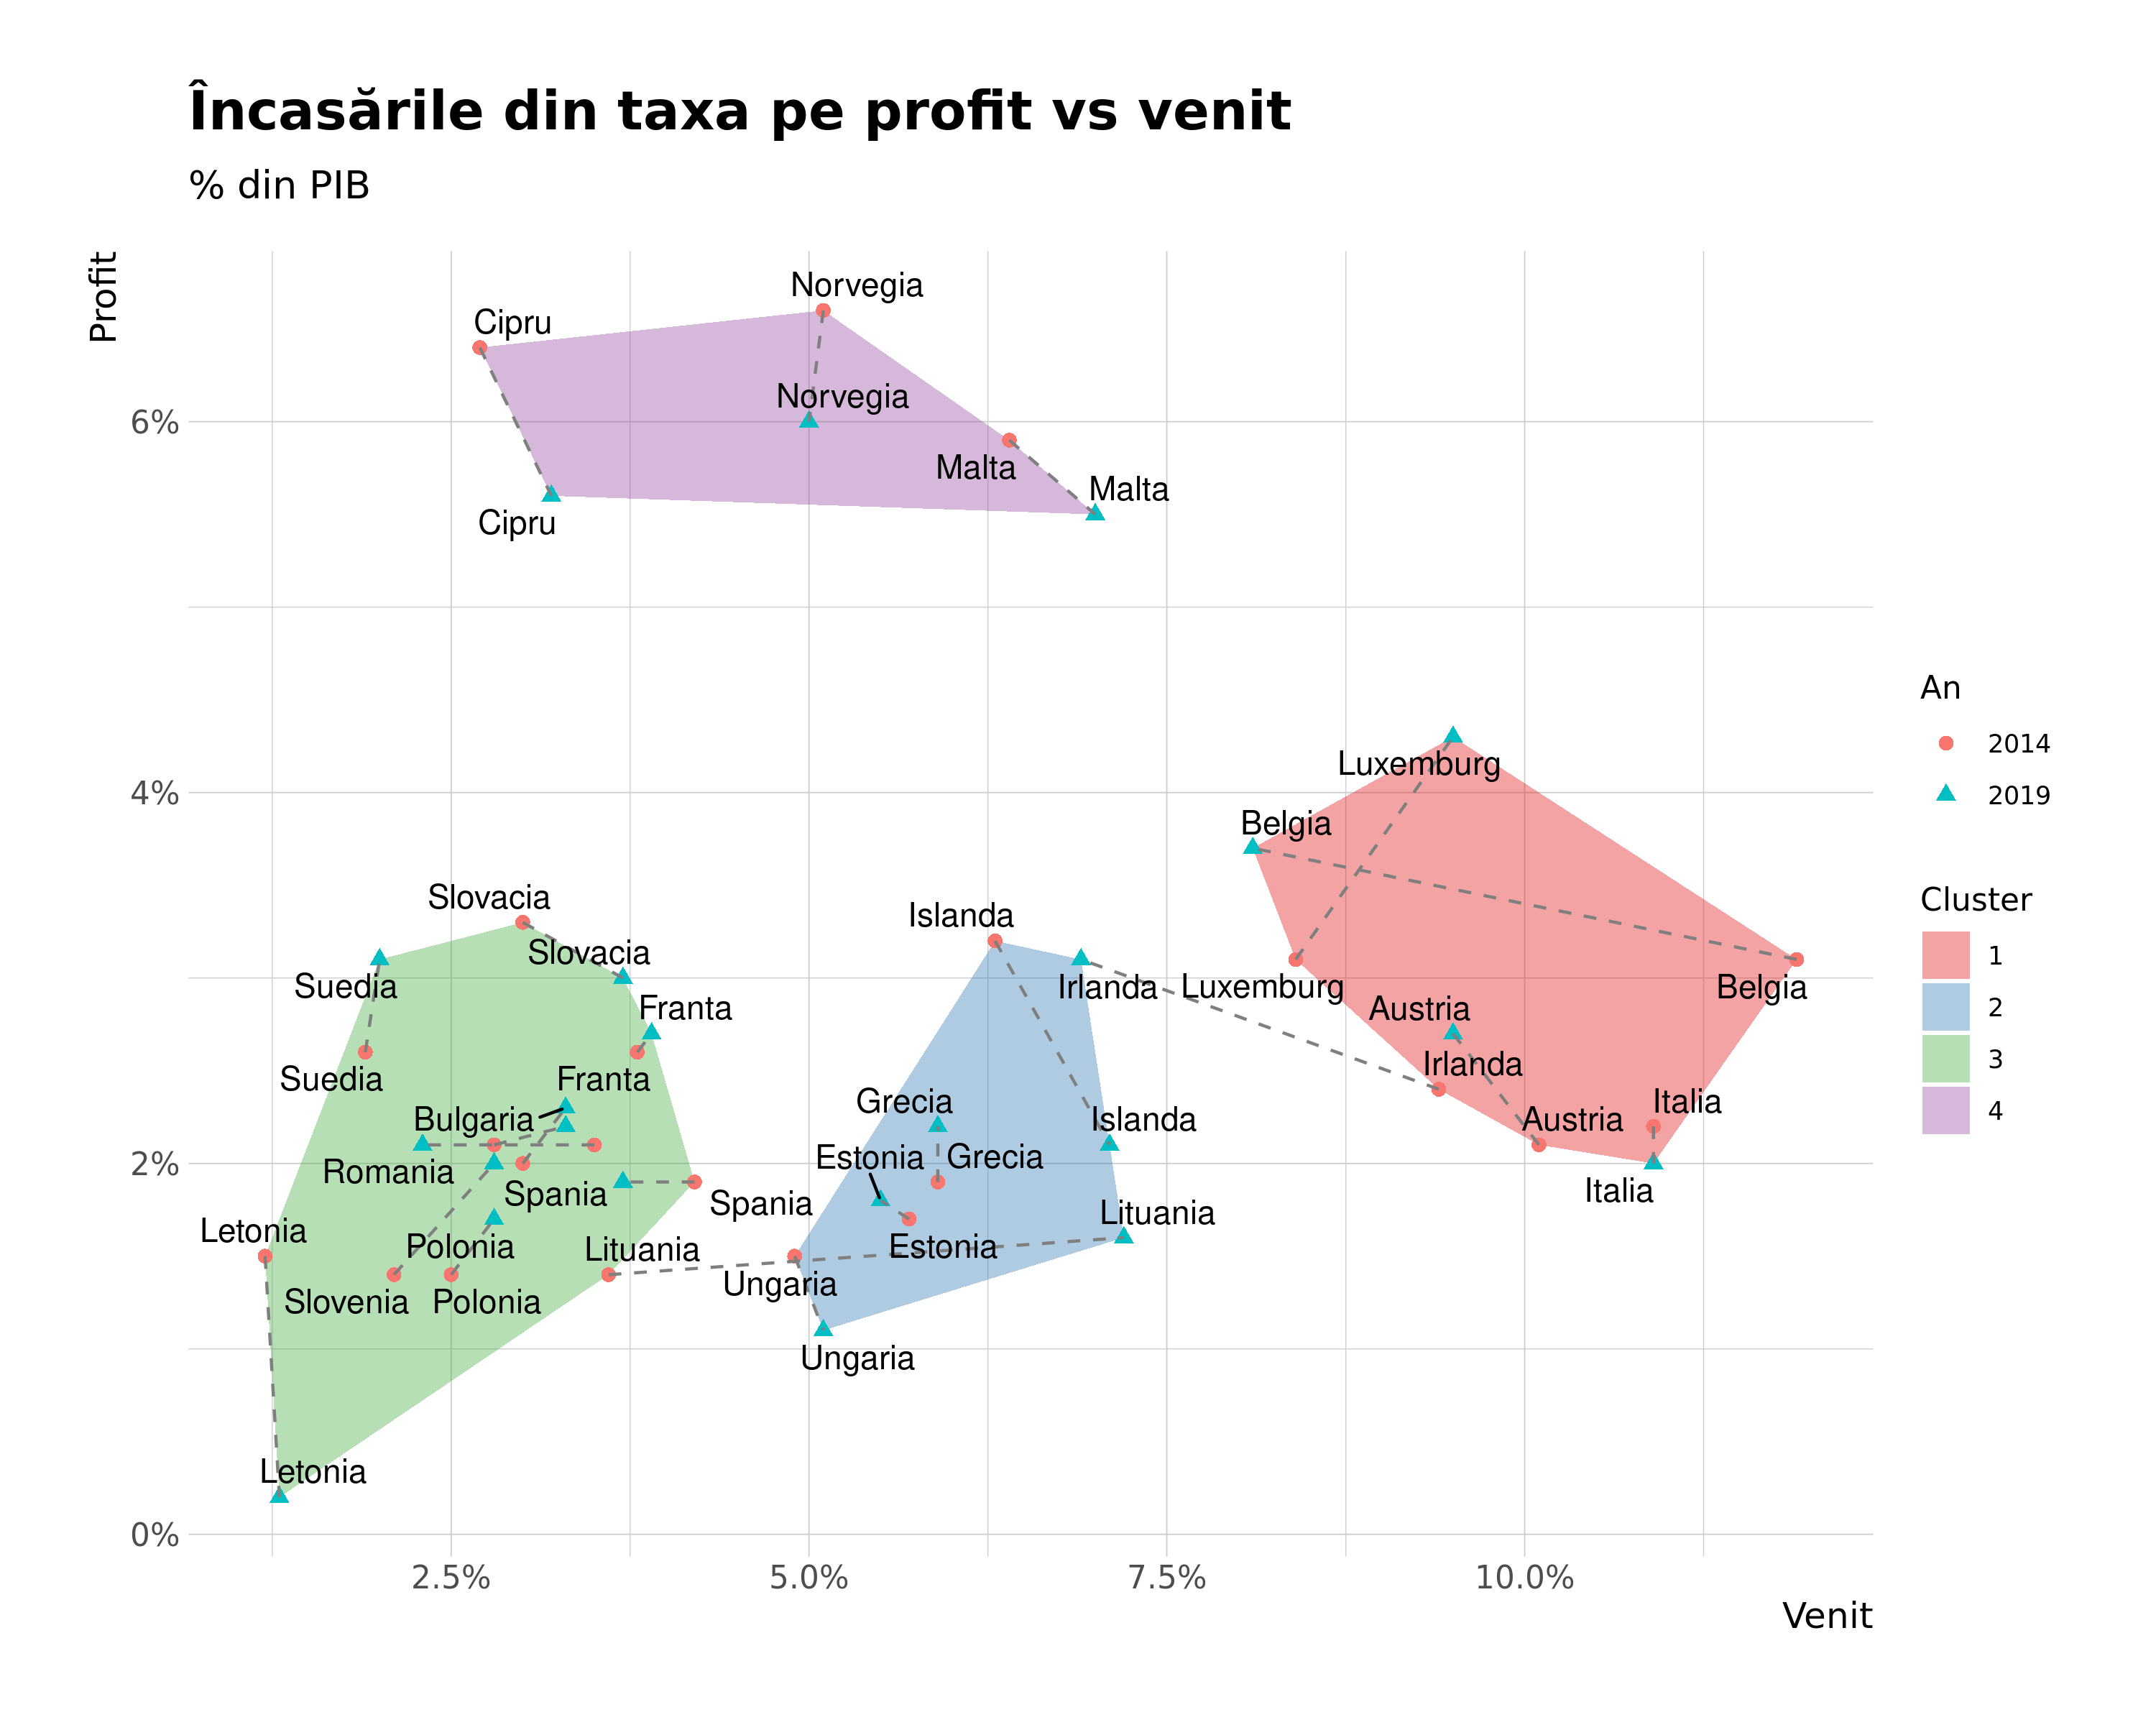 Încasările din taxa pe profit vs venit
% din PIB
Profit
Norvegia
Cipru
Norvegia
6%
Malta
Malta
Cipru
An
2014
2019
Luxemburg
4%
Belgia
Cluster
1
2
3
4
Slovacia
Islanda
Slovacia
Suedia
Irlanda
Luxemburg
Belgia
Franta
Austria
Irlanda
Suedia
Franta
Grecia
Italia
Bulgaria
Islanda
Austria
2%
Romania
Estonia
Grecia
Spania
Italia
Spania
Lituania
Letonia
Polonia
Lituania
Estonia
Ungaria
Slovenia
Polonia
Ungaria
Letonia
0%
2.5%
5.0%
7.5%
10.0%
Venit